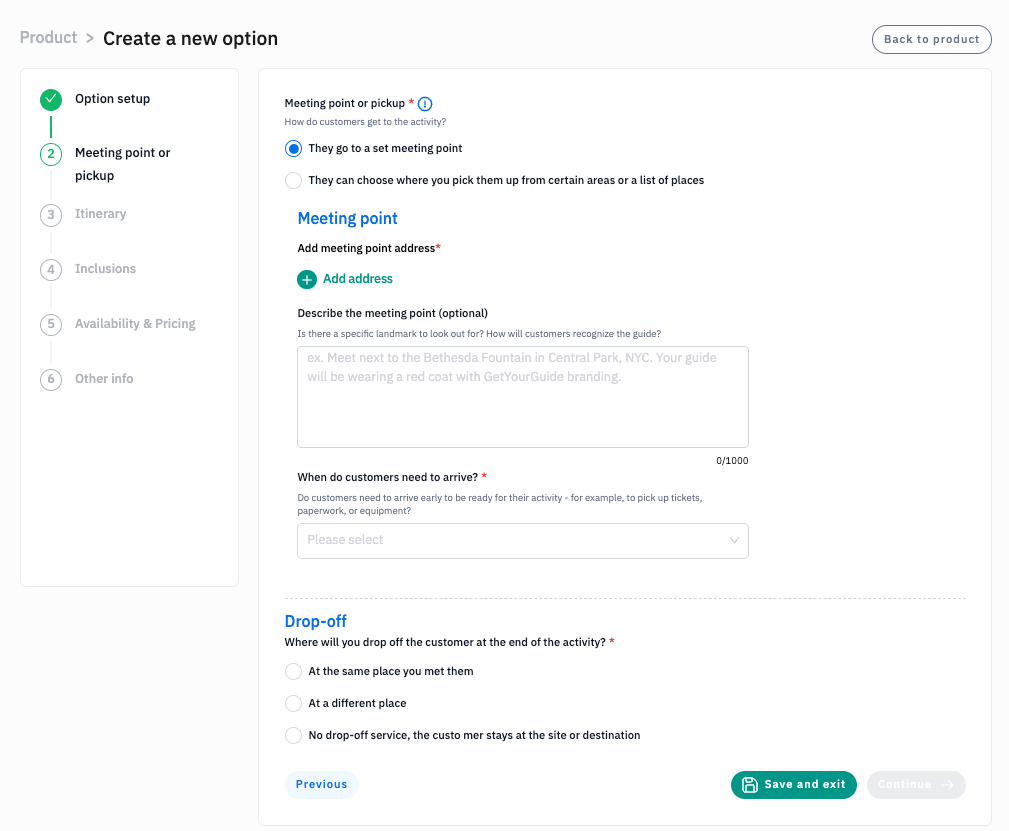 Product > Create a new option
Back to product
Option setup
2 Meeting point or
pickup
3 Itinerary
4 Inclusions
5 Availability & Pricing
6 Other info
Meeting point or pickup *
How do customers get to the activity?
They go to a set meeting point
They can choose where you pick them up from certain areas or a list of places
Meeting point
Add meeting point address*
Add address
Describe the meeting point (optional)
Is there a specific landmark to look out for? How will customers recognize the guide?
ex. Meet next to the Bethesda Fountain in Central Park, NYC. Your guide
will be wearing a red coat with GetYourGuide branding.
0/1000
When do customers need to arrive? *
Do customers need to arrive early to be ready for their activity - for example, to pick up tickets,
paperwork, or equipment?
Please select
Drop-off
Where will you drop off the customer at the end of the activity? *
At the same place you met them
At a different place
No drop-off service, the custo mer stays at the site or destination
Previous
Save and exit
Continue →